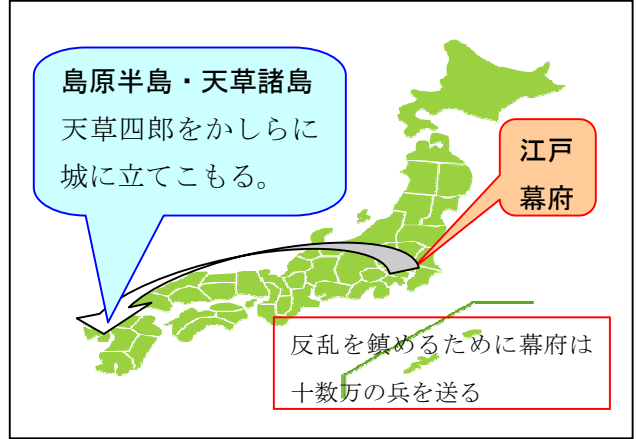 島原半島・天草諸島
天草四郎をかしらに
城に立てこもる。
江戸
幕府
反乱を鎮めるために幕府は
十数万の兵を送る